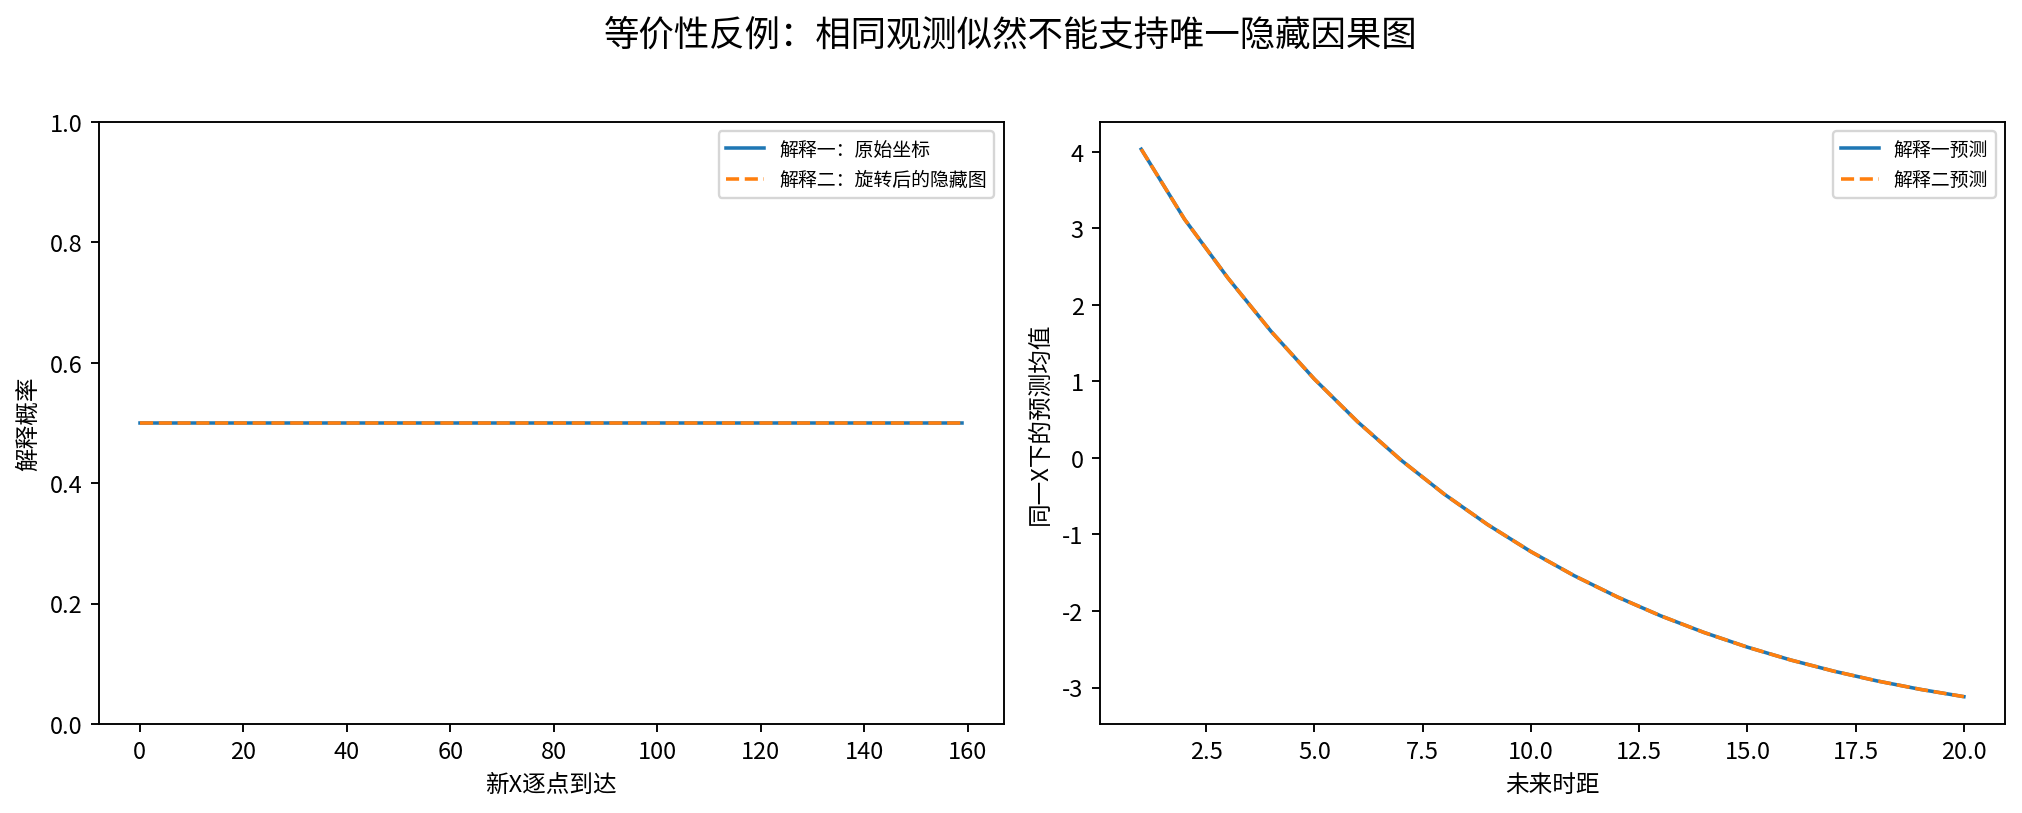 等价性反例：相同观测似然不能支持唯一隐藏因果图
解释概率
1.0
0.8
0.6
0.4
0.2
0.0
解释一：原始坐标
解释二：旋转后的隐藏图
0 20 40 60 80 100 120 140 160
新X逐点到达
同一X下的预测均值
4
3
2
1
0
-1
-2
-3
解释一预测
解释二预测
2.5 5.0 7.5 10.0 12.5 15.0 17.5 20.0
未来时距